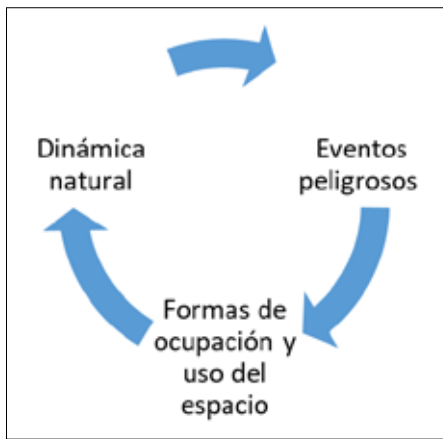 Dinámica
natural
Eventos
peligrosos
Formas de
ocupación y
uso del
espacio